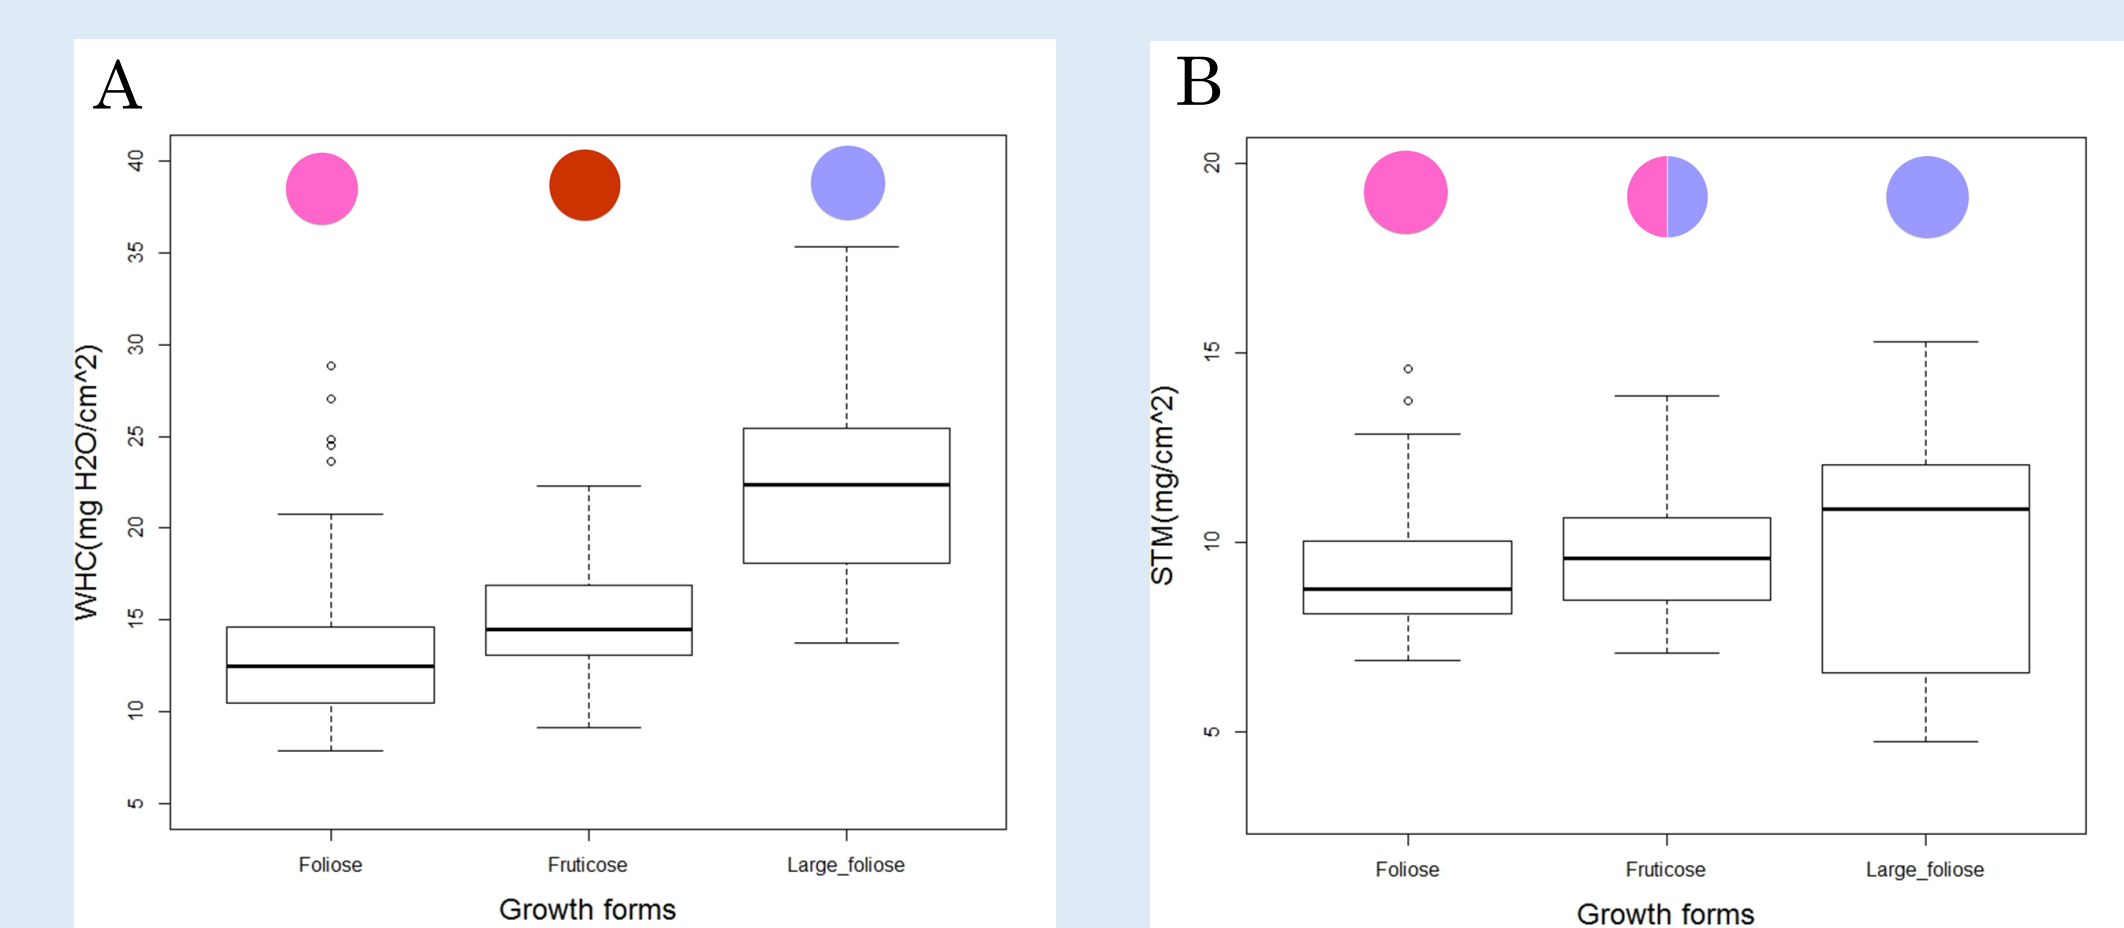 A
40
35
30
25
20
15
10
5
WHC(mg H2O/cm^2)
Foliose Fruticose Large_foliose
Growth forms
B
20
15
10
5
STM(mg/cm^2)
Foliose Fruticose Large_foliose
Growth forms